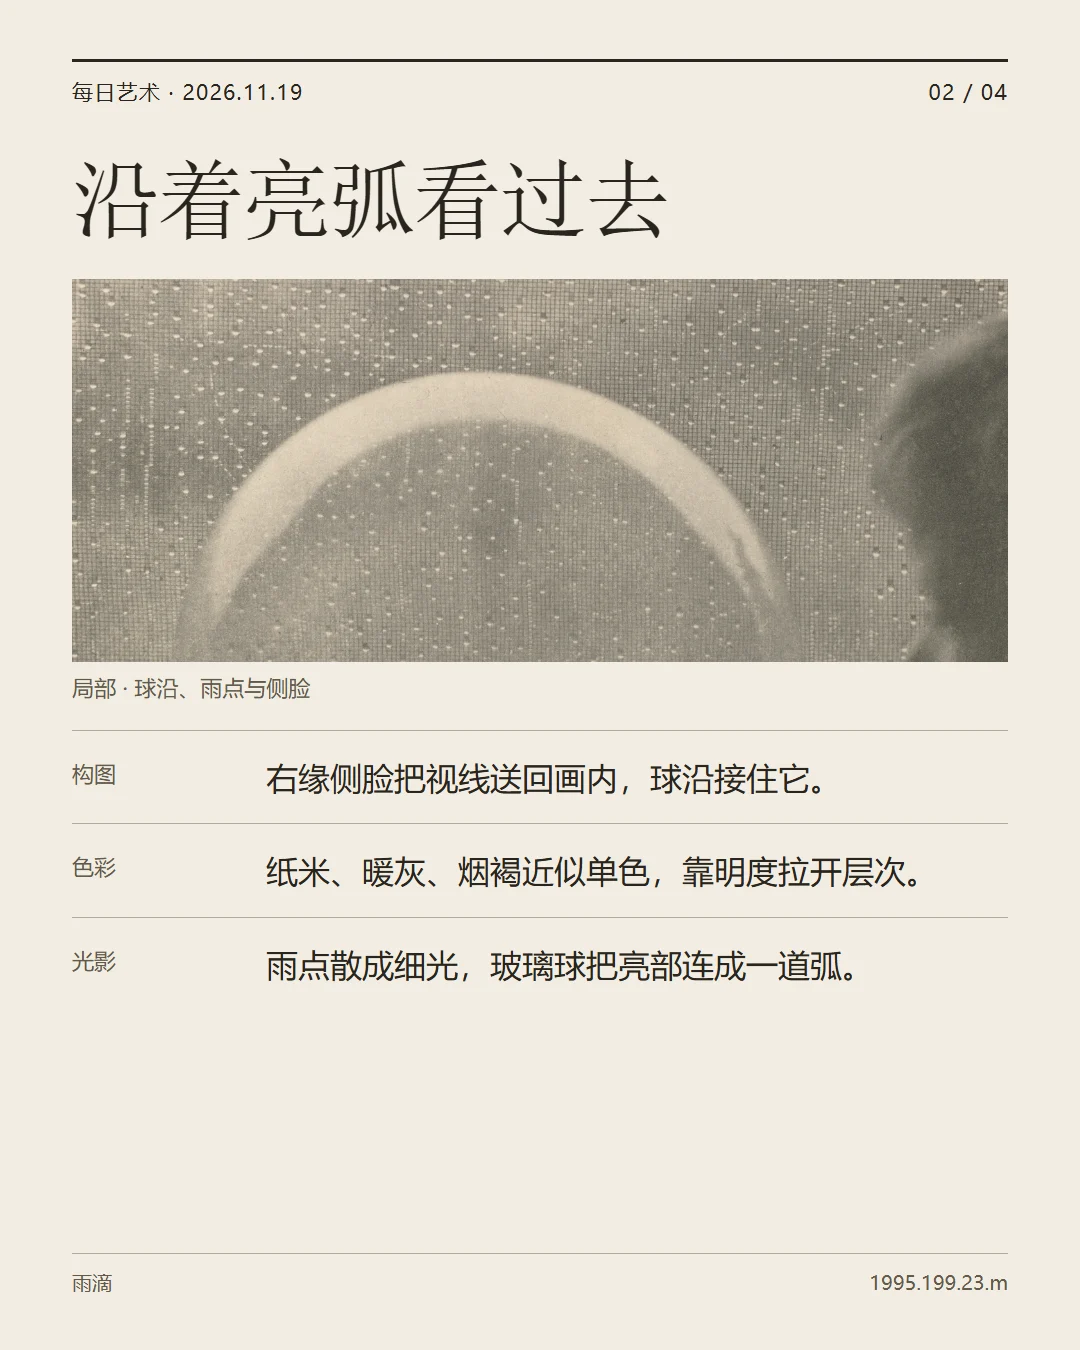 每日艺术 · 2026.11.19
02 / 04
沿着亮弧看过去
局部 · 球沿、雨点与侧脸
构图
右缘侧脸把视线送回画内，球沿接住它。
色彩
纸米、暖灰、烟褐近似单色，靠明度拉开层次。
光影
雨点散成细光，玻璃球把亮部连成一道弧。
雨滴
1995.199.23.m